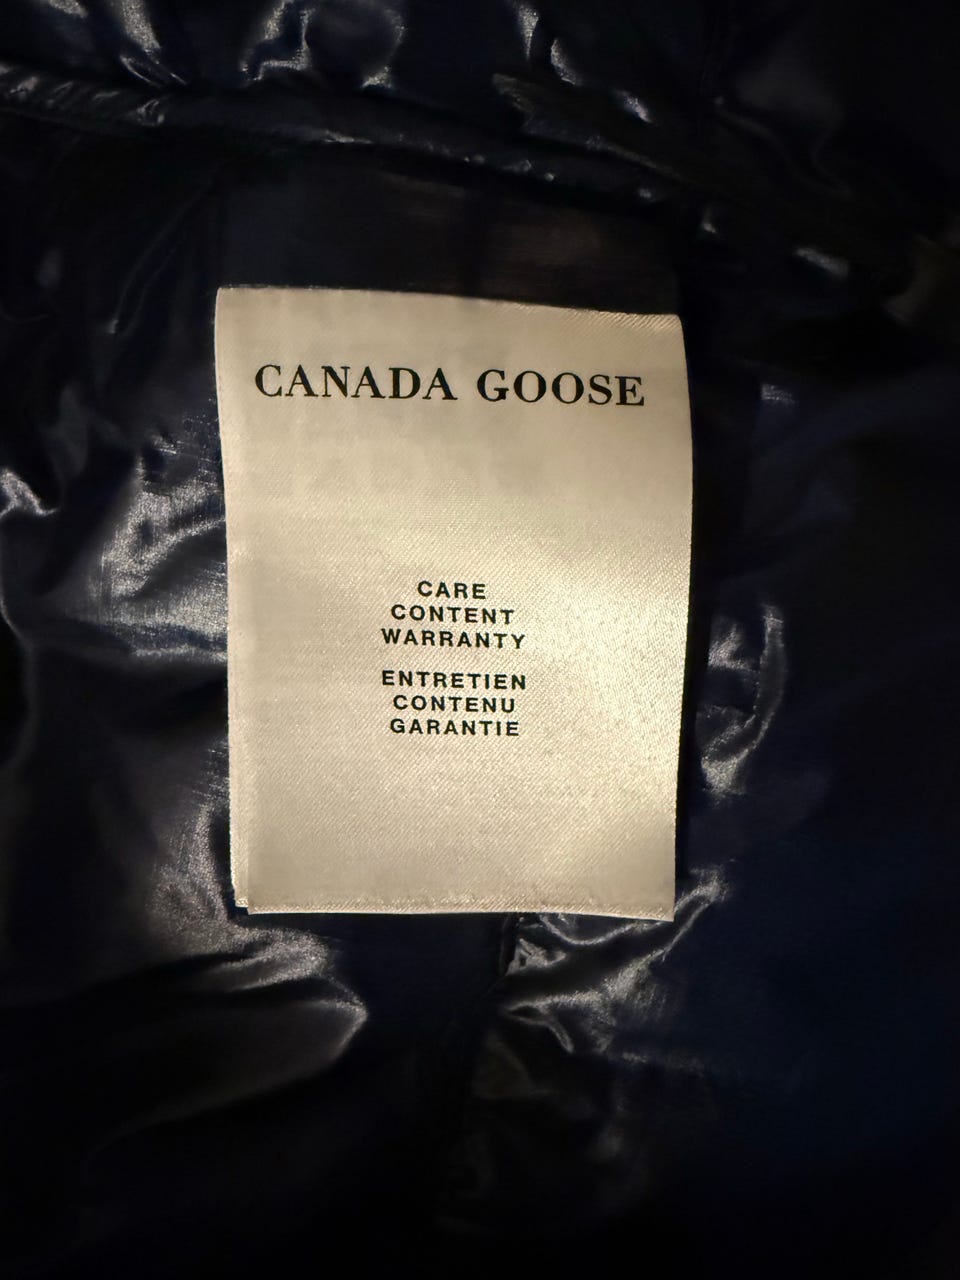 CANADA GOOSE
CARE
CONTENT
WARRANTY
ENTRETIEN
CONTENU
GARANTIE